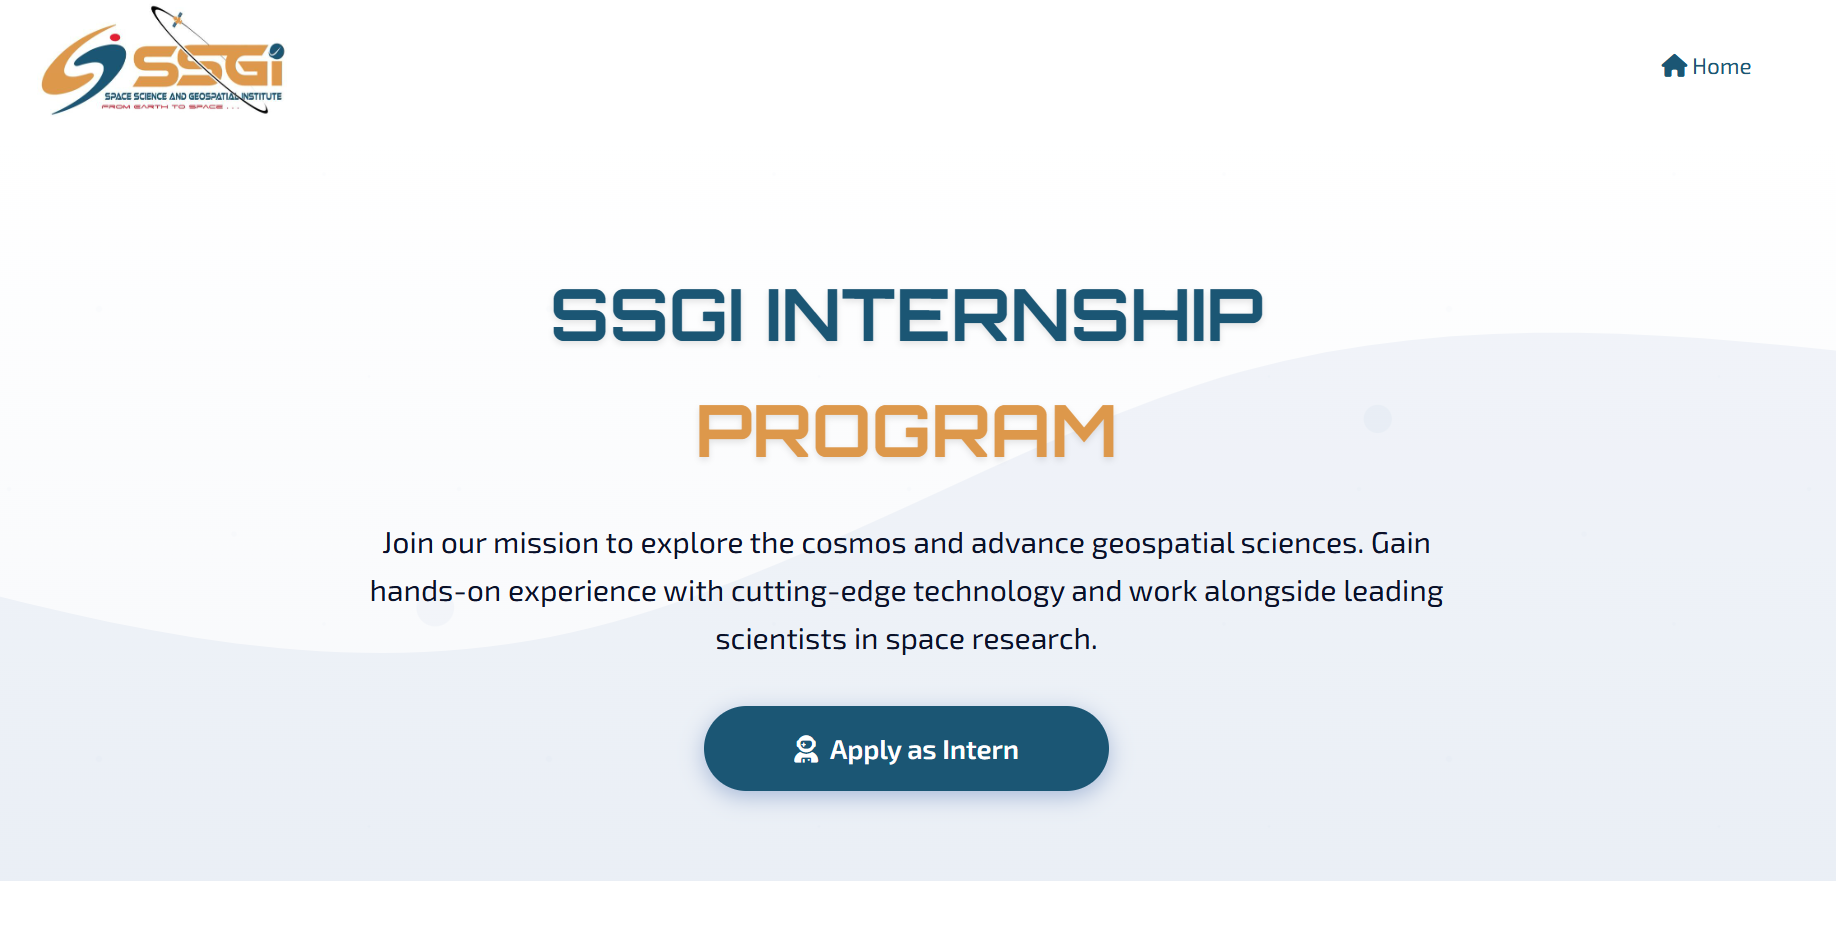 SSGi
SPACE SCIENCE AND GEOSPATIAL INSTITUTE
FROM EARTH TO SPACE . . .
Home
SSGI INTERNSHIP
PROGRAM
Join our mission to explore the cosmos and advance geospatial sciences. Gain
hands-on experience with cutting-edge technology and work alongside leading
scientists in space research.
Apply as Intern